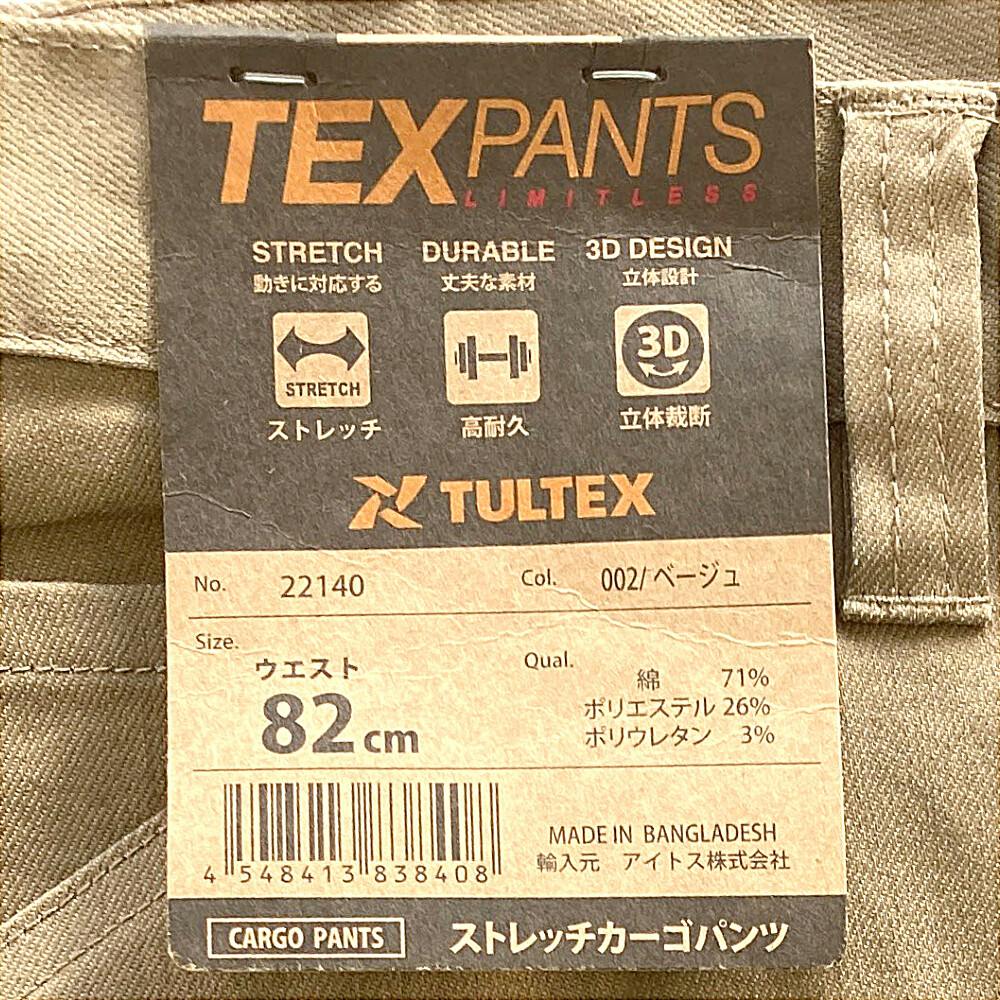 TEXPANTS
LIMITLESS
STRETCH DURABLE 3D DESIGN
動きに対応する 丈夫な素材 立体設計
STRETCH 3D
ストレッチ 高耐久 立体裁断
TULTEX
No. 22140 Col. 002/ベージュ
Size.
ウエスト
82cm
Qual.
綿 71%
ポリエステル 26%
ポリウレタン 3%
4 548413 838408
MADE IN BANGLADESH
輸入元 アイトス株式会社
CARGO PANTS ストレッチカーゴパンツ